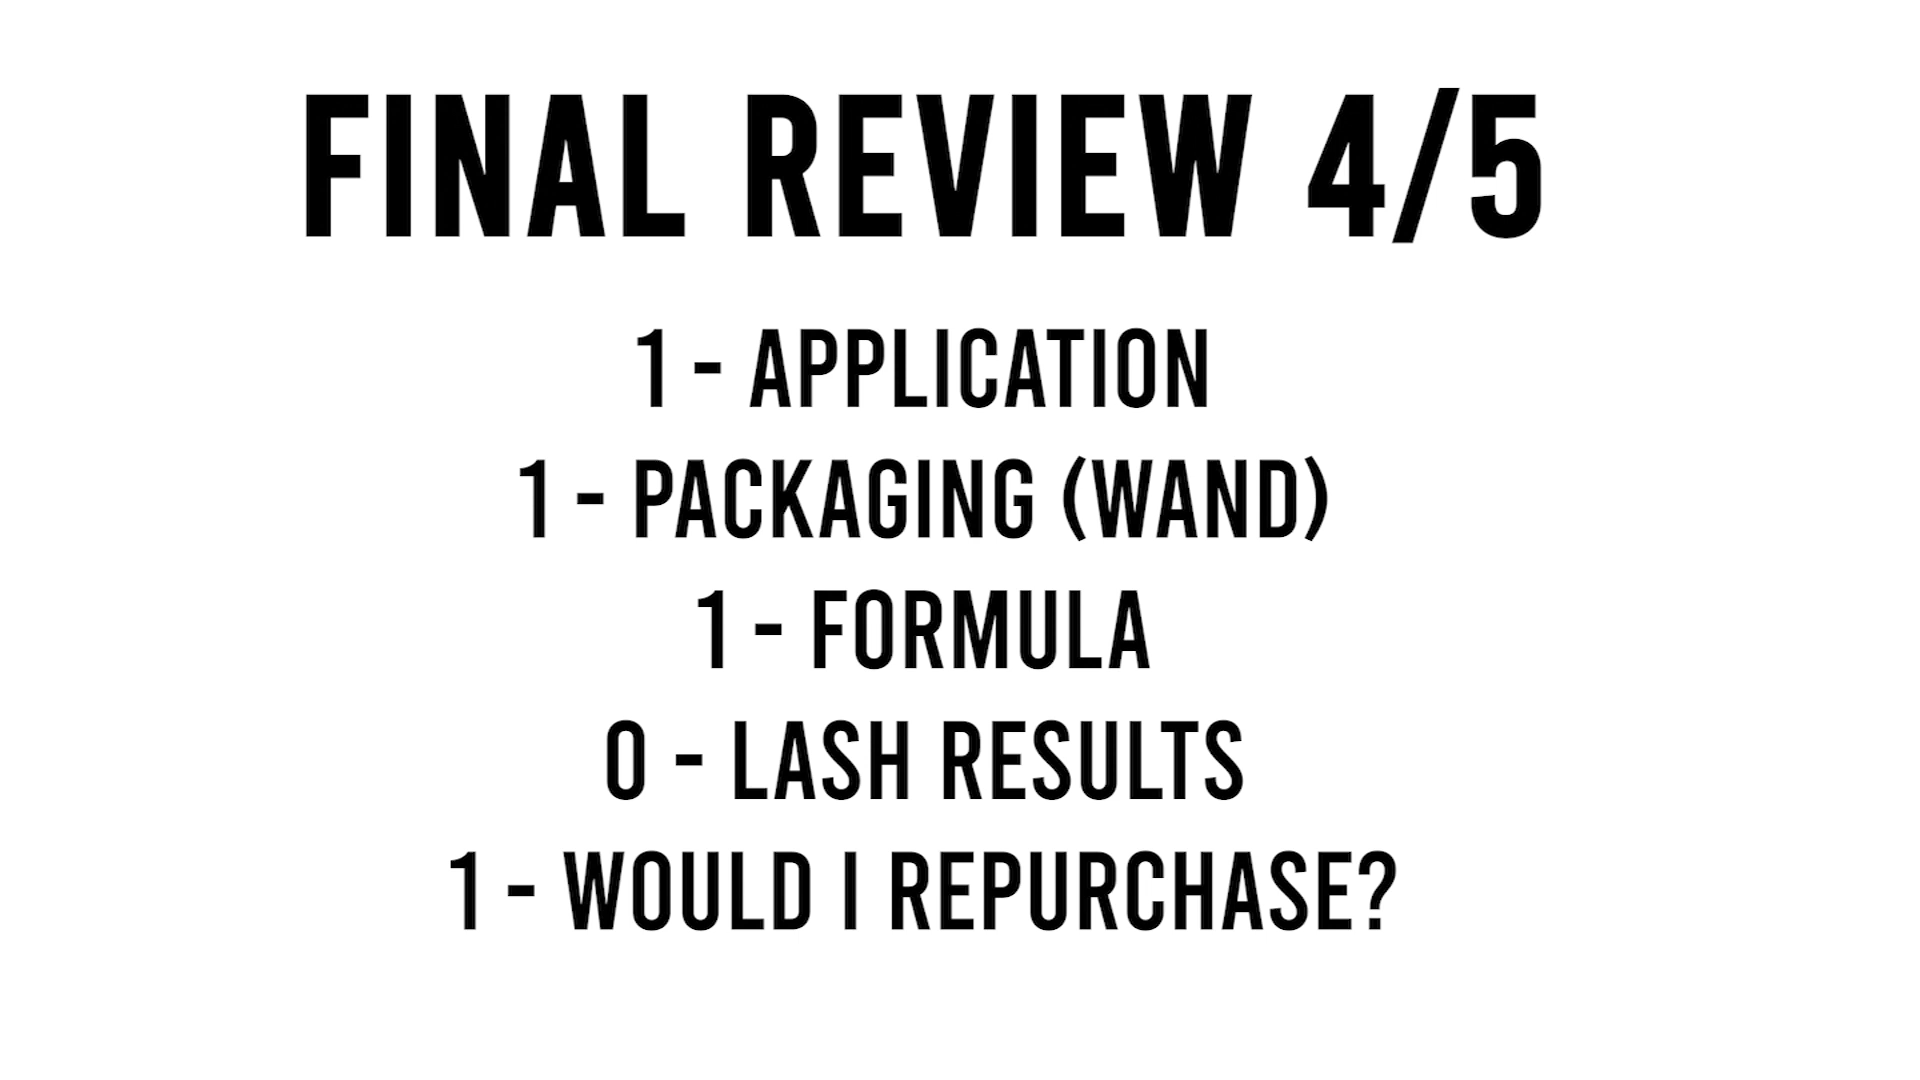 FINAL REVIEW 4/5
1 - APPLICATION
1 - PACKAGING (WAND)
1 - FORMULA
0 - LASH RESULTS
1 - WOULD I REPURCHASE?